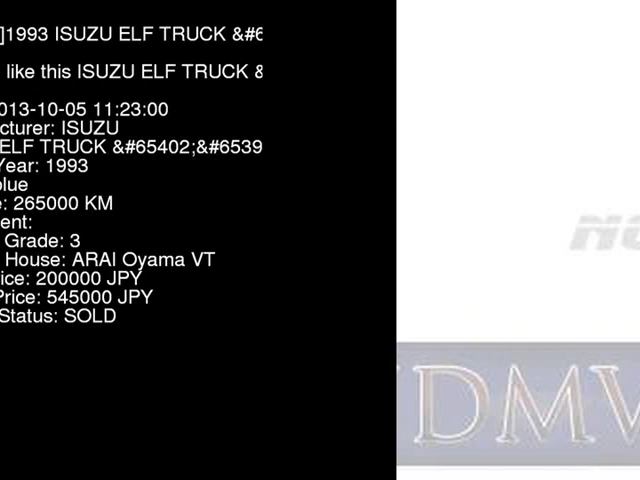 ]1993 ISUZU ELF TRUCK &#6
like this ISUZU ELF TRUCK &
013-10-05 11:23:00
cturer: ISUZU
ELF TRUCK &#65402;&#6539
Year: 1993
olue
e: 265000 KM
ent:
Grade: 3
House: ARAI Oyama VT
ice: 200000 JPY
Price: 545000 JPY
Status: SOLD
DMV